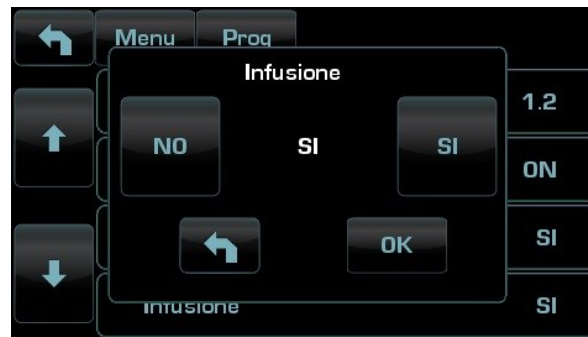 Menu Prog
Infusione
1.2
NO SI SI
ON
OK
SI
Infusione SI